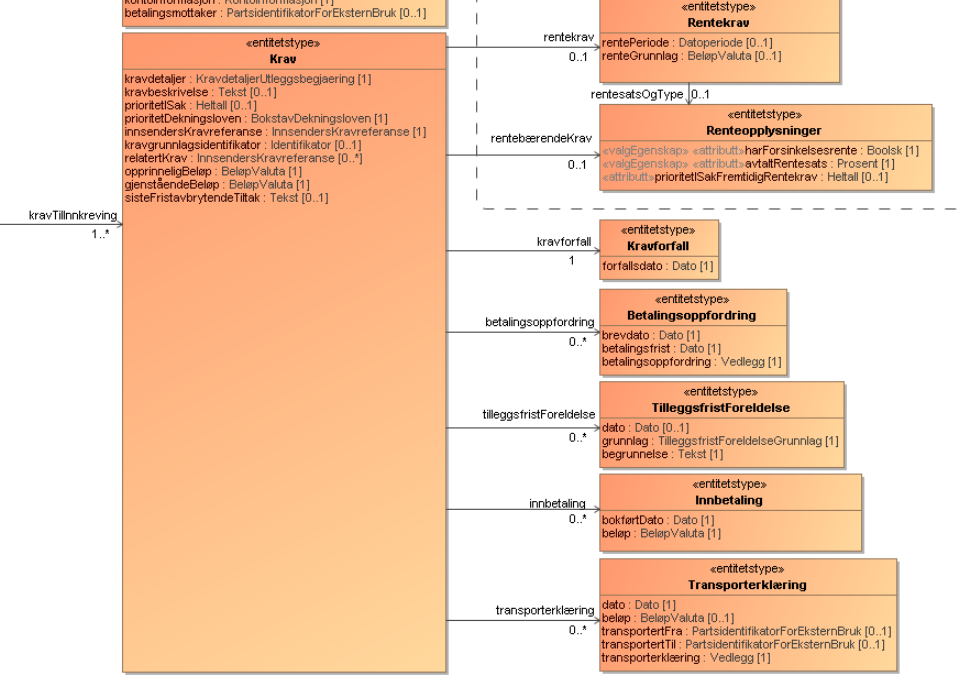 kontoinformasjon : Kontoinformasjon [1]
betalingsmottaker : PartsidentifikatorForEksternBruk [0..1]
«entitetstype»
Krav
kravdetaljer : KravdetaljerUtleggsbegjaering [1]
kravbeskrivelse : Tekst [0..1]
prioritetISak : Heltall [0..1]
prioritetDekningsloven : BokstavDekningsloven [1]
innsendersKravreferanse : InnsendersKravreferanse [1]
kravgrunnlagsidentifikator : Identifikator [0..1]
relatertKrav : InnsendersKravreferanse [0..*]
opprinneligBeløp : BeløpValuta [1]
gjenståendeBeløp : BeløpValuta [1]
sisteFristavbrytendeTiltak : Tekst [0..1]
kravTilInnkreving
1..*
rentekrav
0..1
«entitetstype»
Rentekrav
rentePeriode : Datoperiode [0..1]
renteGrunnlag : BeløpValuta [0..1]
rentesatsOgType
0..1
rentebærendeKrav
0..1
«entitetstype»
Renteopplysninger
«valgEgenskap» «attributt»harForsinkelsesrente : Boolsk [1]
«valgEgenskap» «attributt»avtaltRentesats : Prosent [1]
«attributt»prioritetISakFremtidigRentekrav : Heltall [0..1]
kravforfall
1
«entitetstype»
Kravforfall
forfallsdato : Dato [1]
betalingsoppfordring
0..*
«entitetstype»
Betalingsoppfordring
brevdato : Dato [1]
betalingsfrist : Dato [1]
betalingsoppfordring : Vedlegg [1]
tilleggsfristForeldelse
0..*
«entitetstype»
TilleggsfristForeldelse
dato : Dato [0..1]
grunnlag : TilleggsfristForeldelseGrunnlag [1]
begrunnelse : Tekst [1]
innbetaling
0..*
«entitetstype»
Innbetaling
bokførtDato : Dato [1]
beløp : BeløpValuta [1]
transporterklæring
0..*
«entitetstype»
Transporterklæring
dato : Dato [1]
beløp : BeløpValuta [0..1]
transportertFra : PartsidentifikatorForEksternBruk [0..1]
transportertTil : PartsidentifikatorForEksternBruk [0..1]
transporterklæring : Vedlegg [1]